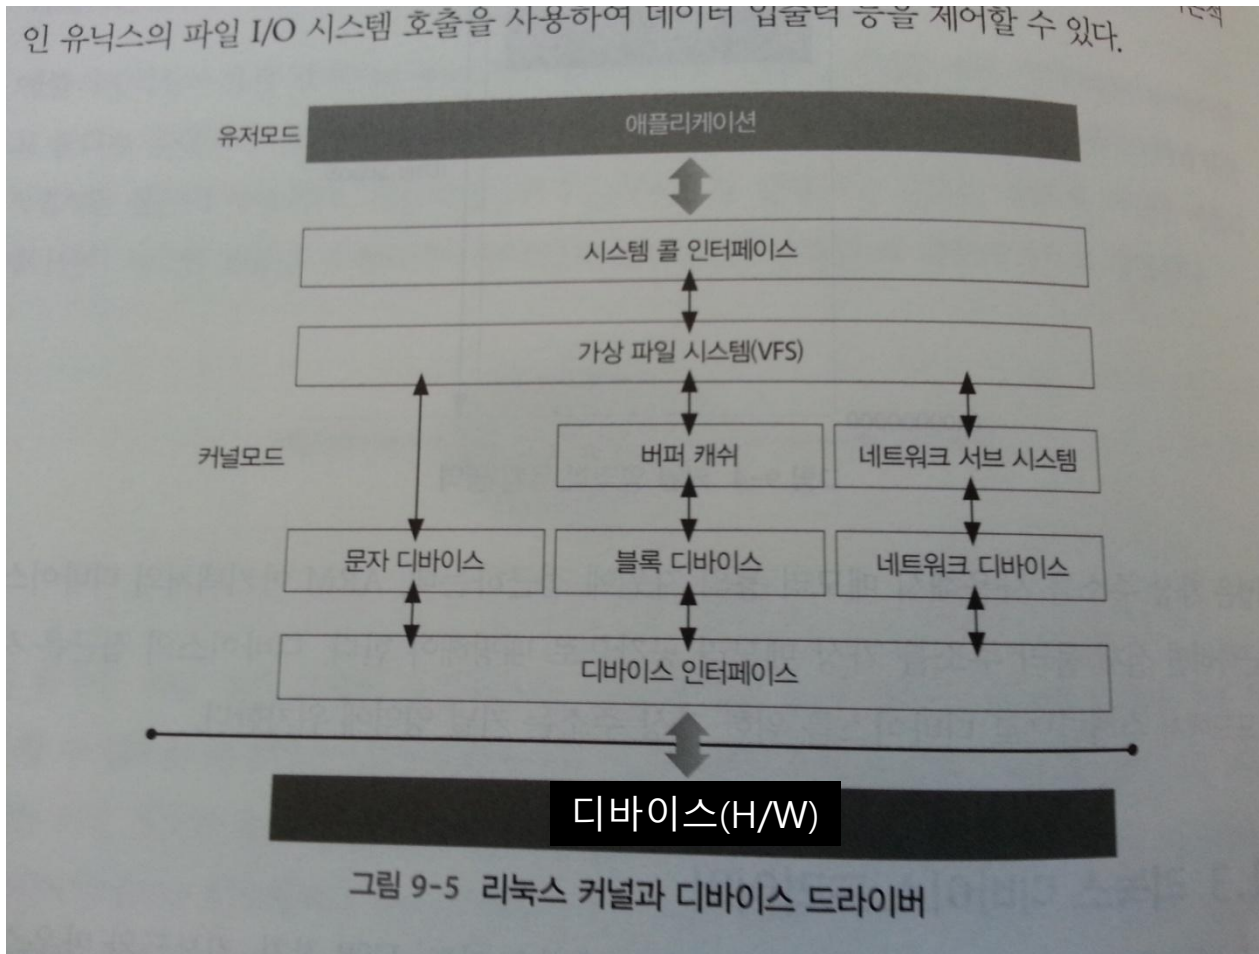 인 유닉스의 파일 I/O 시스템 호출을 사용하여 데이터 입출력 등을 제어할 수 있다.
유저모드
애플리케이션
시스템 콜 인터페이스
가상 파일 시스템(VFS)
커널모드
버퍼 캐쉬
네트워크 서브 시스템
문자 디바이스
블록 디바이스
네트워크 디바이스
디바이스 인터페이스
디바이스(H/W)
그림 9-5 리눅스 커널과 디바이스 드라이버